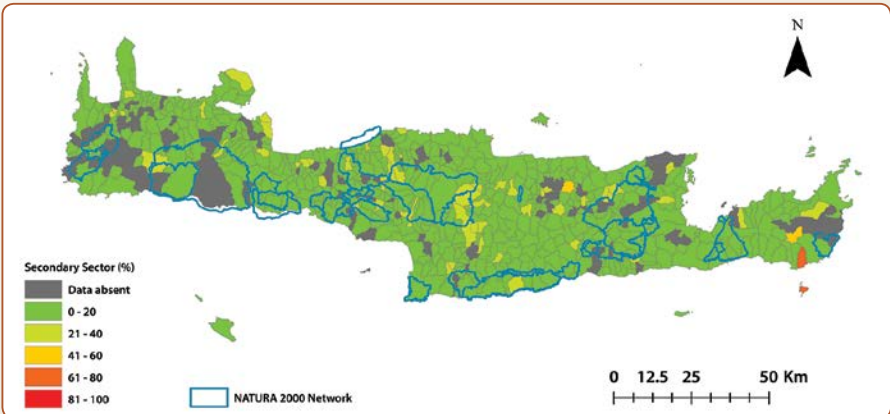 N
Secondary Sector (%)
Data absent
0 - 20
21 - 40
41 - 60
61 - 80
81 - 100
NATURA 2000 Network
0 12.5 25 50 Km